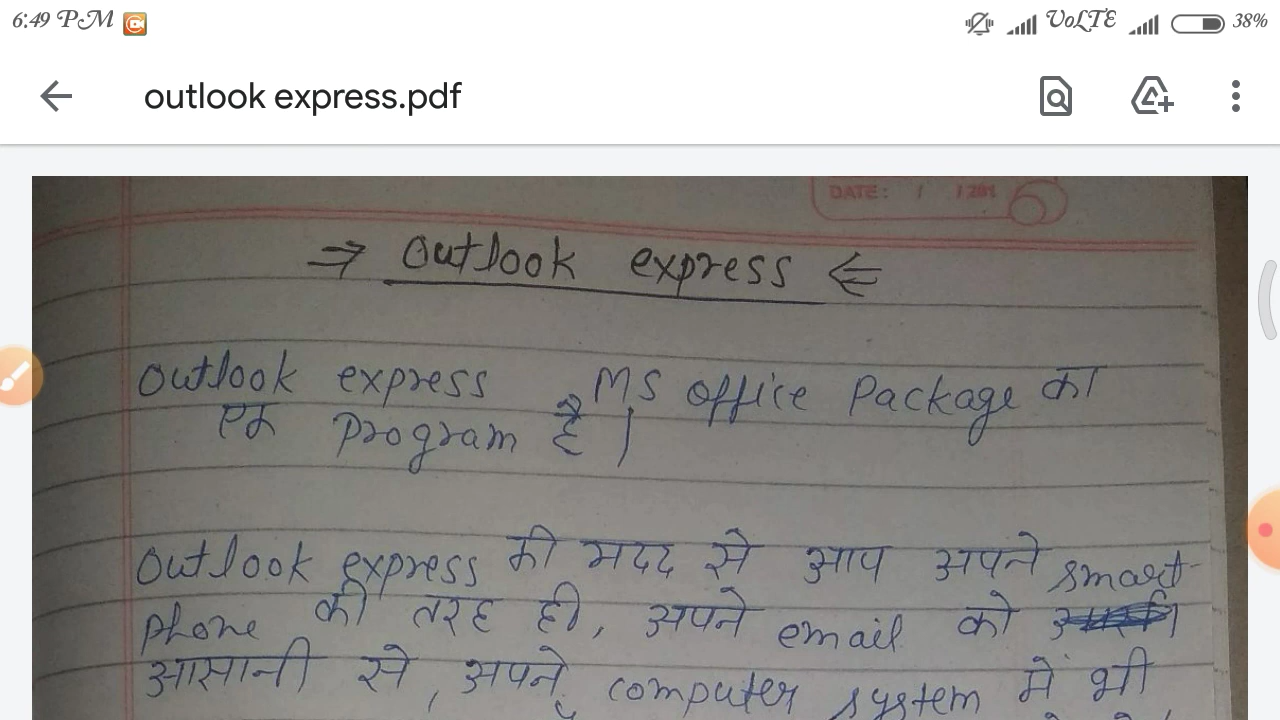 6:49 PM VoLTE 38%
outlook express.pdf
DATE: / /201
⇒ Outlook express ⇐
Outlook express MS Office Package का
एक Program है |
Outlook express की मदद से आप अपने smart-
phone की तरह ही, अपने email को
आसानी से, अपने computer system में भी